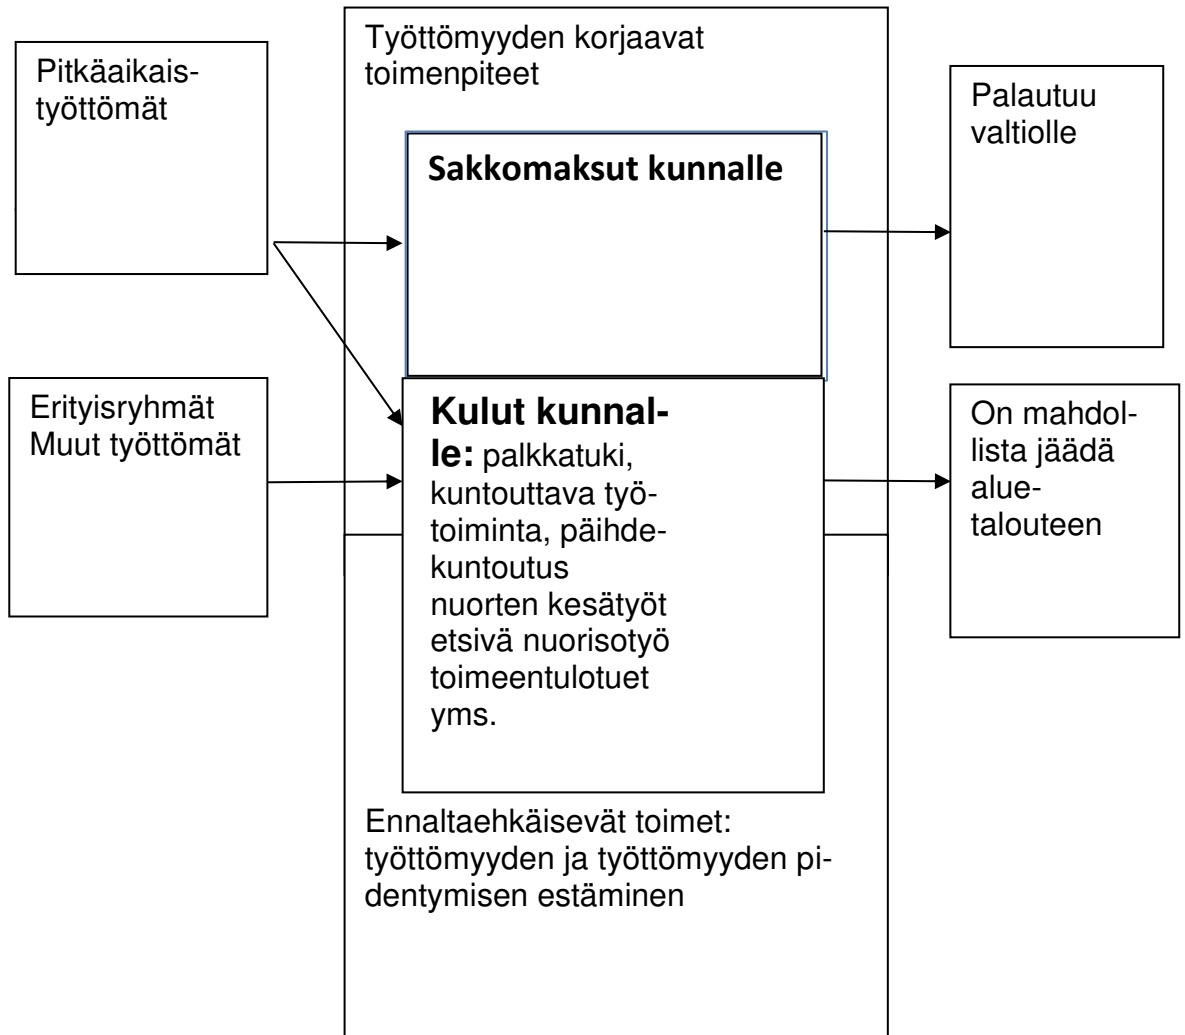 Pitkäaikais-
työttömät
Työttömyyden korjaavat
toimenpiteet
Palautuu
valtiolle
Sakkomaksut kunnalle
Erityisryhmät
Muut työttömät
Kulut kunnal-
le: palkkatuki,
kuntouttava työ-
toiminta, päihde-
kuntoutus
nuorten kesätyöt
etsivä nuorisotyö
toimeentulotuet
yms.
On mahdol-
lista jäädä
alue-
talouteen
Ennaltaehkäisevät toimet:
työttömyyden ja työttömyyden pi-
dentymisen estäminen